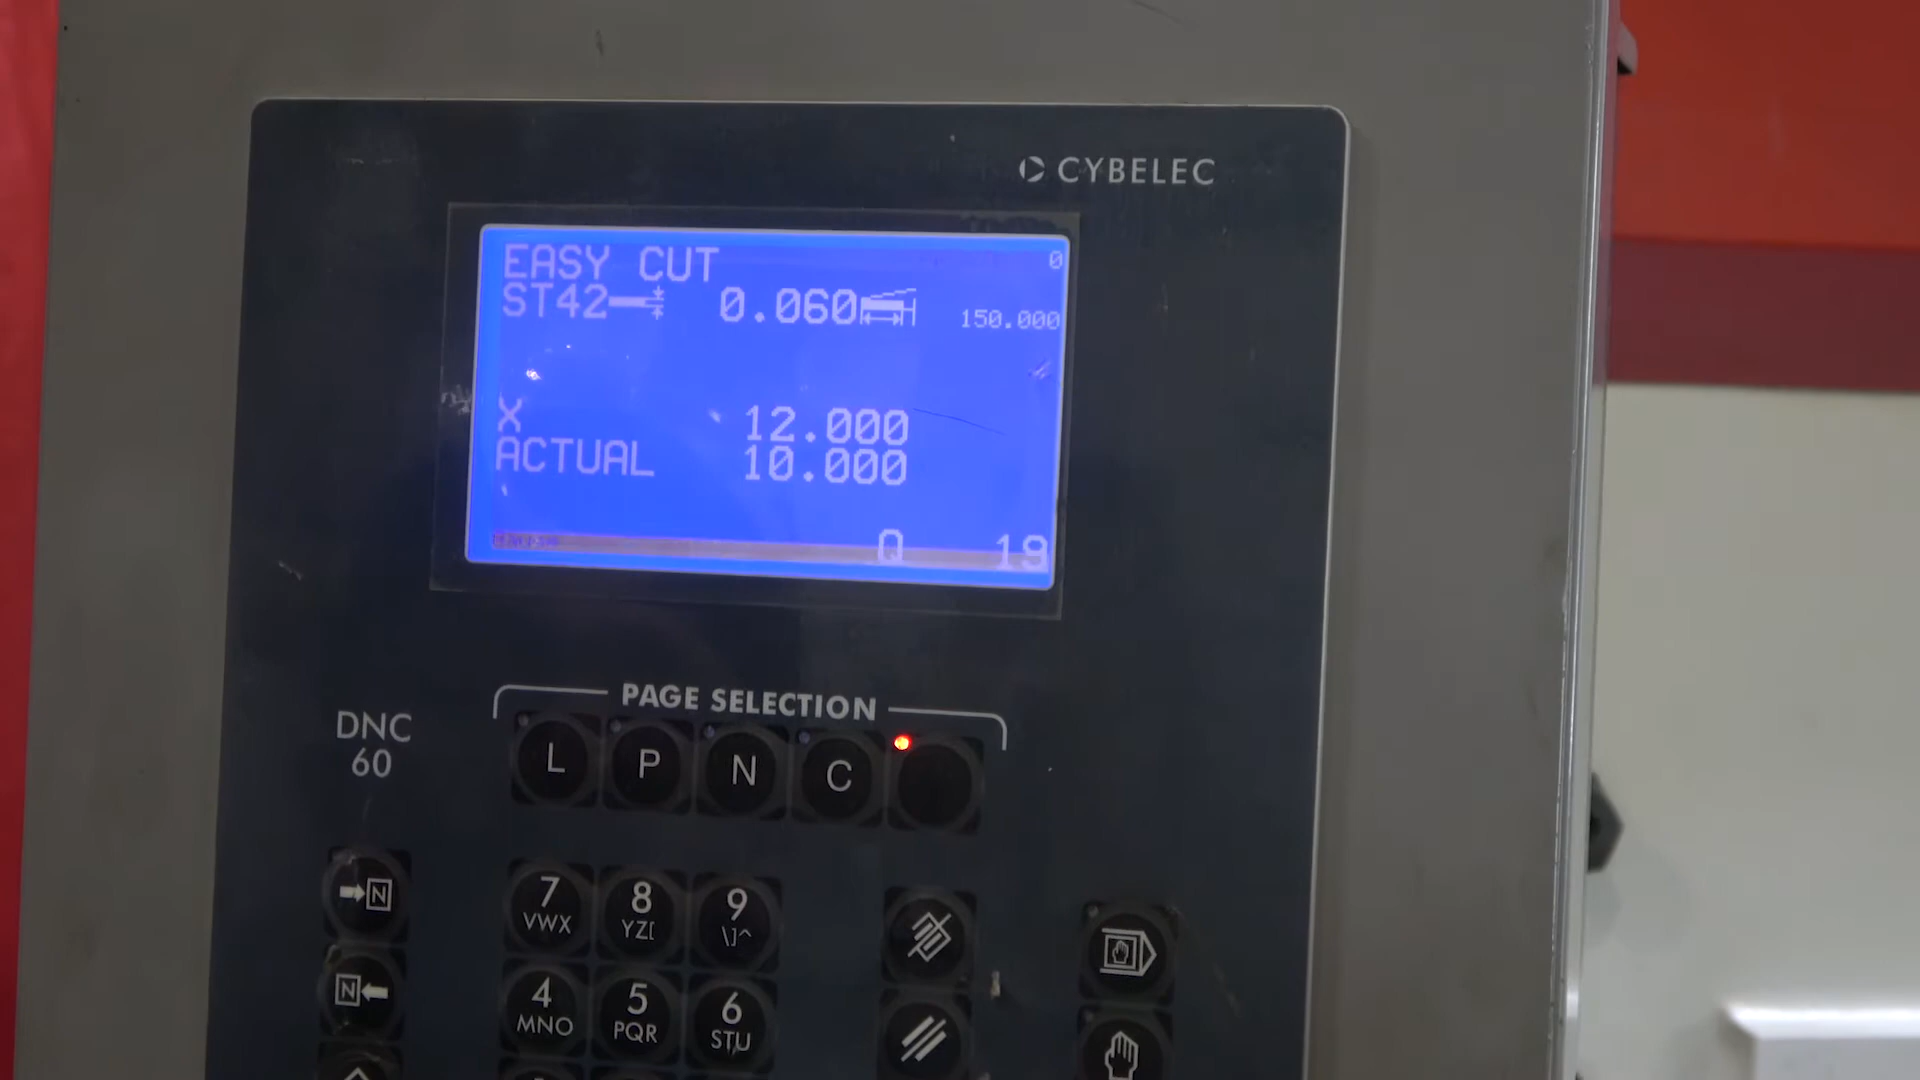 CYBELEC
EASY CUT 0
ST42 0.060 150.000
X 12.000
ACTUAL 10.000
Q 19
PAGE SELECTION
DNC
60
L P N C
N
7 8 9
VWX YZ[ \]^
N
4 5 6
MNO PQR STU